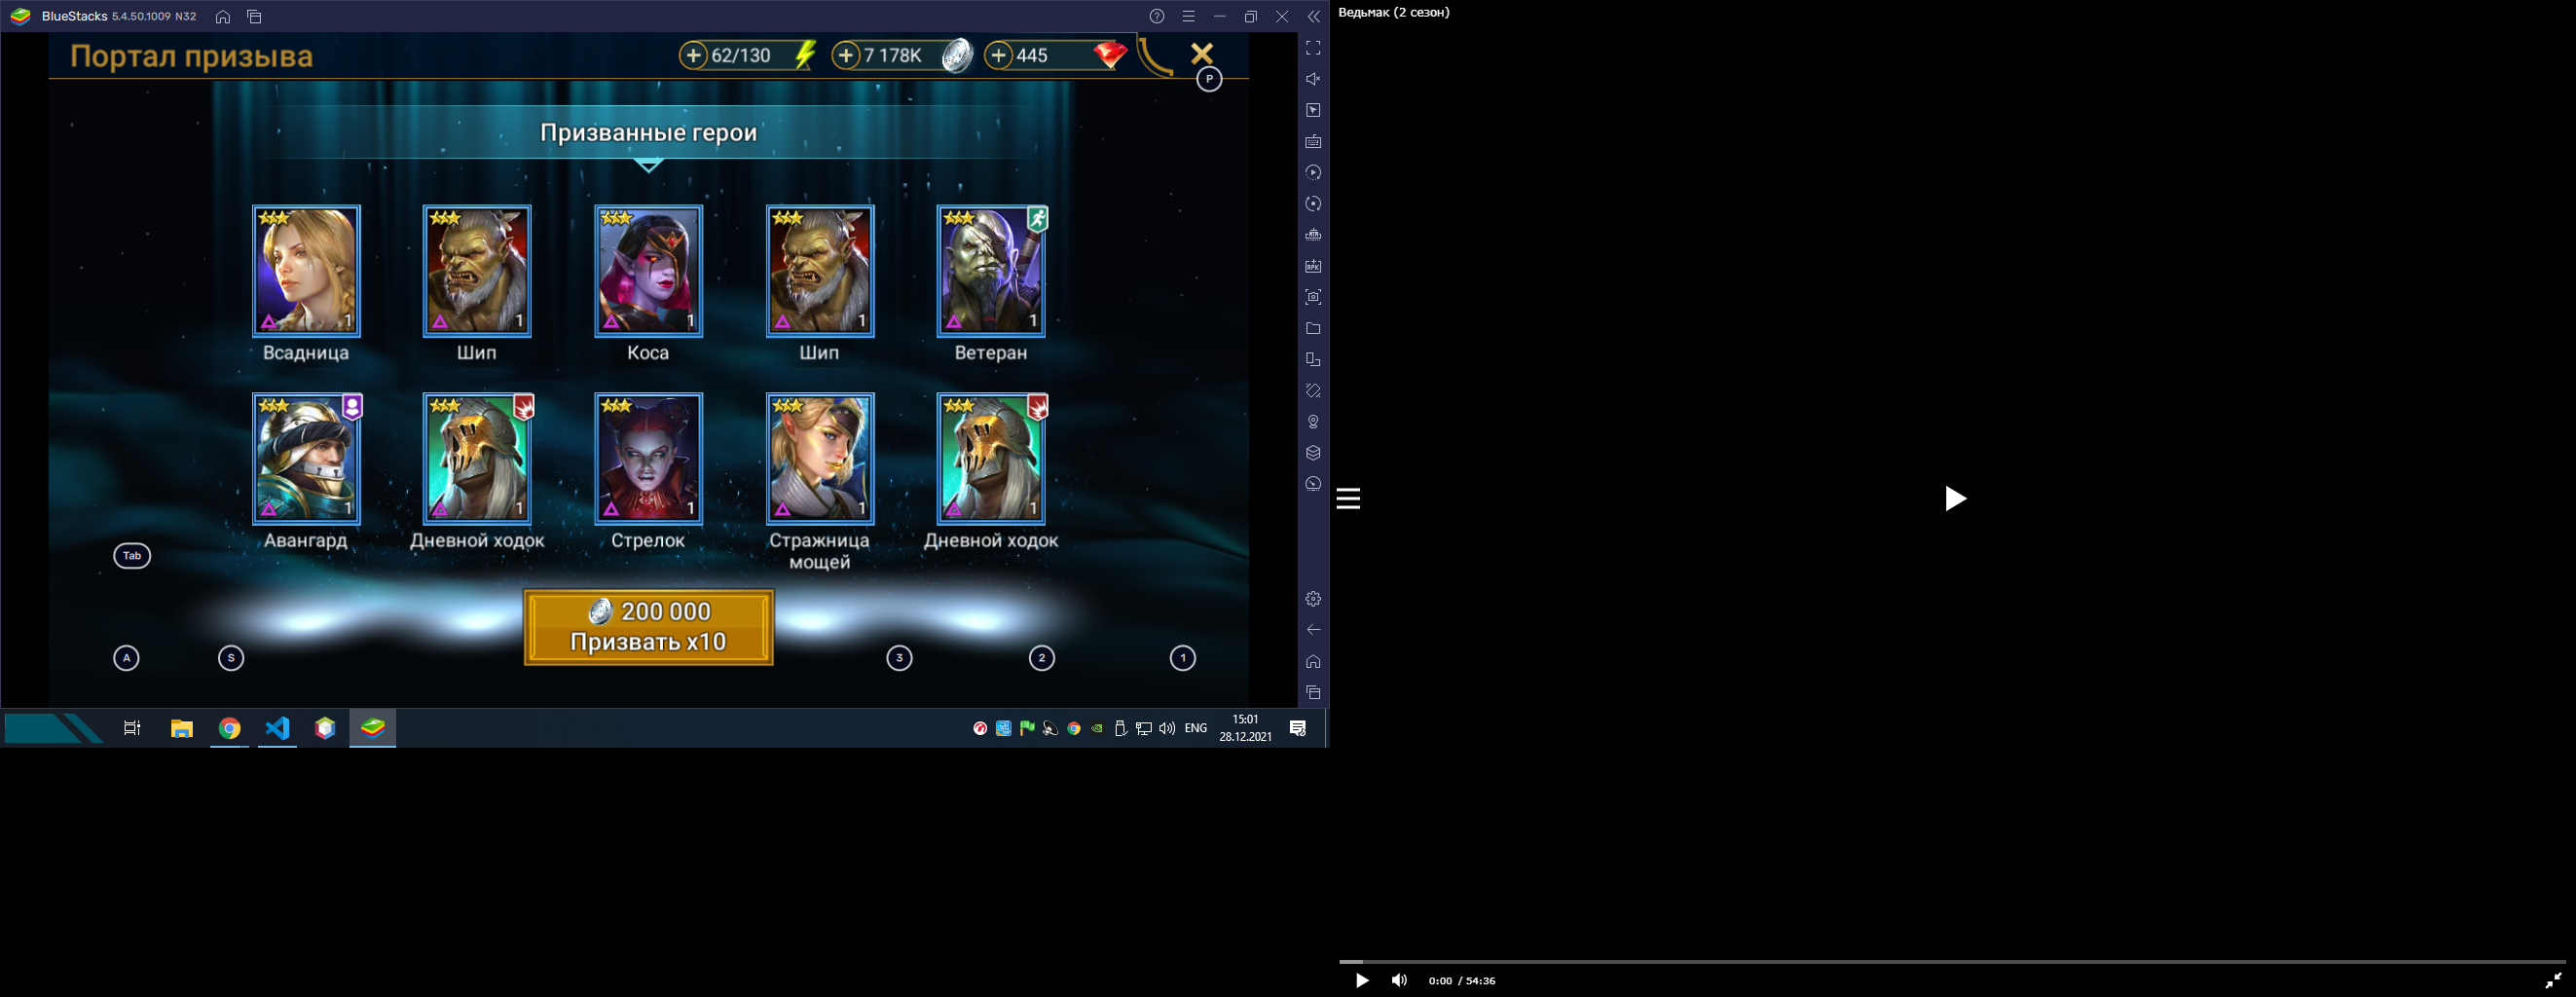 BlueStacks 5.4.50.1009 N32
Ведьмак (2 сезон)
Портал призыва
62/130
7 178K
445
P
Призванные герои
1
1
1
1
1
Всадница
Шип
Коса
Шип
Ветеран
1
1
1
1
1
Авангард
Дневной ходок
Стрелок
Стражница
мощей
Дневной ходок
Tab
200 000
Призвать x10
A
S
3
2
1
ENG
15:01
28.12.2021
0:00 / 54:36